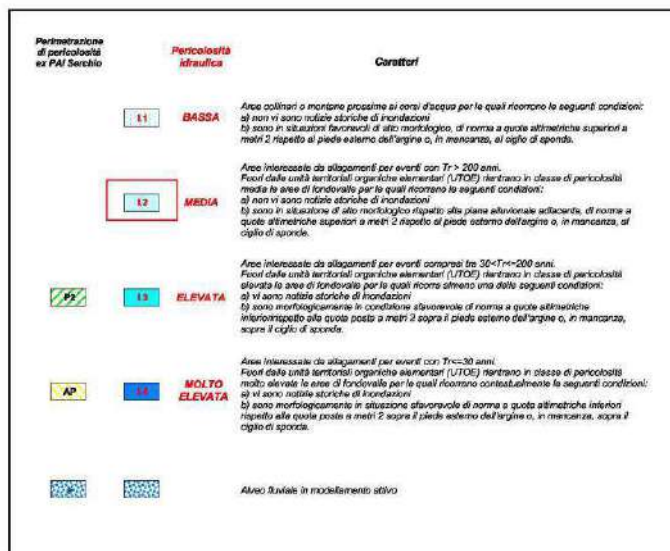 Perimetrazione
di pericolosità
ex PAI Serchio
Pericolosità
idraulica
Caratteri
I1
BASSA
Aree collinari o montane prossime ai corsi d'acqua per le quali ricorrono le seguenti condizioni:
a) non vi sono notizie storiche di inondazioni
b) sono in situazioni favorevoli di alto morfologico, di norma a quote altimetriche superiori a
metri 2 rispetto al piede esterno dell'argine o, in mancanza, al ciglio di sponda.
I2
MEDIA
Aree interessate da allagamenti per eventi con Tr > 200 anni.
Fuori dalle unità territoriali organiche elementari (UTOE) rientrano in classe di pericolosità
media le aree di fondovalle per le quali ricorrono le seguenti condizioni:
a) non vi sono notizie storiche di inondazioni
b) sono in situazione di alto morfologico rispetto alla piana alluvionale adiacente, di norma a
quote altimetriche superiori a metri 2 rispetto al piede esterno dell'argine o, in mancanza, al
ciglio di sponda.
P2
I3
ELEVATA
Aree interessate da allagamenti per eventi compresi tra 30<Tr<=200 anni.
Fuori dalle unità territoriali organiche elementari (UTOE) rientrano in classe di pericolosità
elevata le aree di fondovalle per le quali ricorra almeno una delle seguenti condizioni:
a) vi sono notizie storiche di inondazioni
b) sono morfologicamente in condizione sfavorevole di norma a quote altimetriche
inferioririspetto alla quota posta a metri 2 sopra il piede esterno dell'argine o, in mancanza,
sopra il ciglio di sponda.
AP
I4
MOLTO
ELEVATA
Aree interessate da allagamenti per eventi con Tr<=30 anni.
Fuori dalle unità territoriali organiche elementari (UTOE) rientrano in classe di pericolosità
molto elevata le aree di fondovalle per le quali ricorrono contestualmente le seguenti condizioni:
a) vi sono notizie storiche di inondazioni
b) sono morfologicamente in situazione sfavorevole di norma a quote altimetriche inferiori
rispetto alla quota posta a metri 2 sopra il piede esterno dell'argine o, in mancanza, sopra il
ciglio di sponda.
Alveo fluviale in modellamento attivo